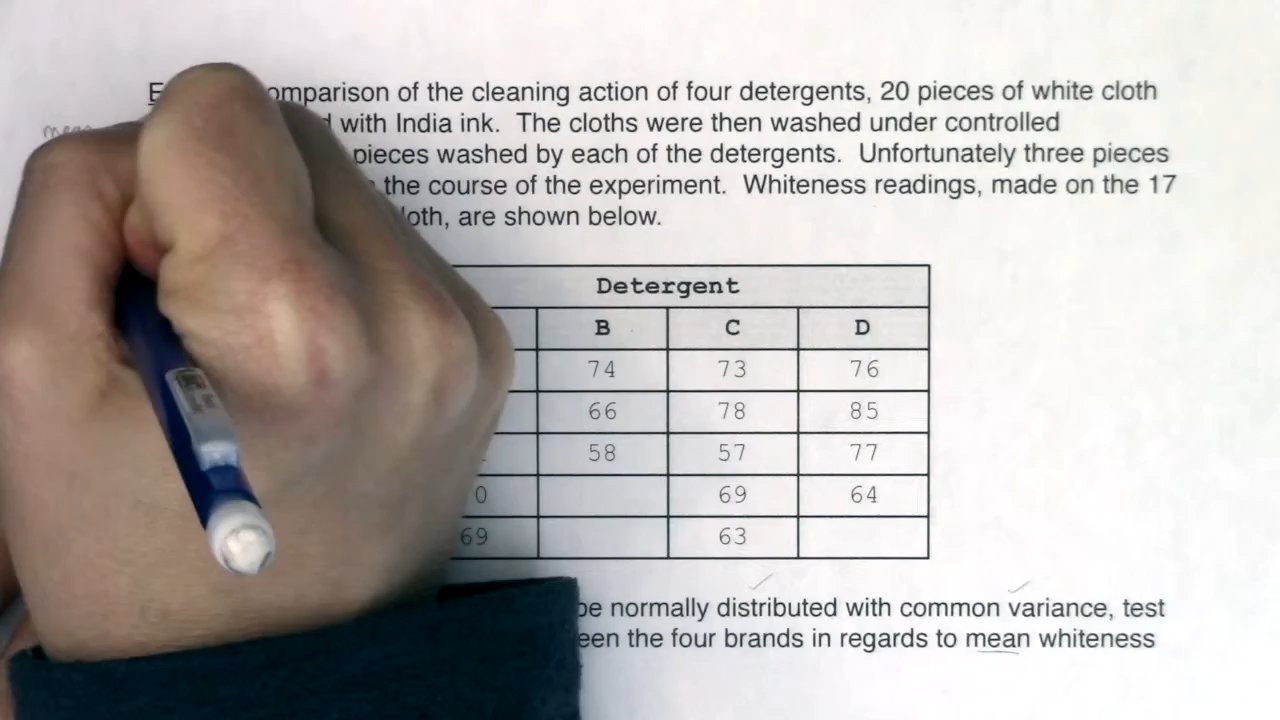 omparison of the cleaning action of four detergents, 20 pieces of white cloth
with India ink. The cloths were then washed under controlled
pieces washed by each of the detergents. Unfortunately three pieces
the course of the experiment. Whiteness readings, made on the 17
loth, are shown below.
Detergent
B C D
74 73 76
66 78 85
58 57 77
0 69 64
69 63
be normally distributed with common variance, test
een the four brands in regards to mean whiteness